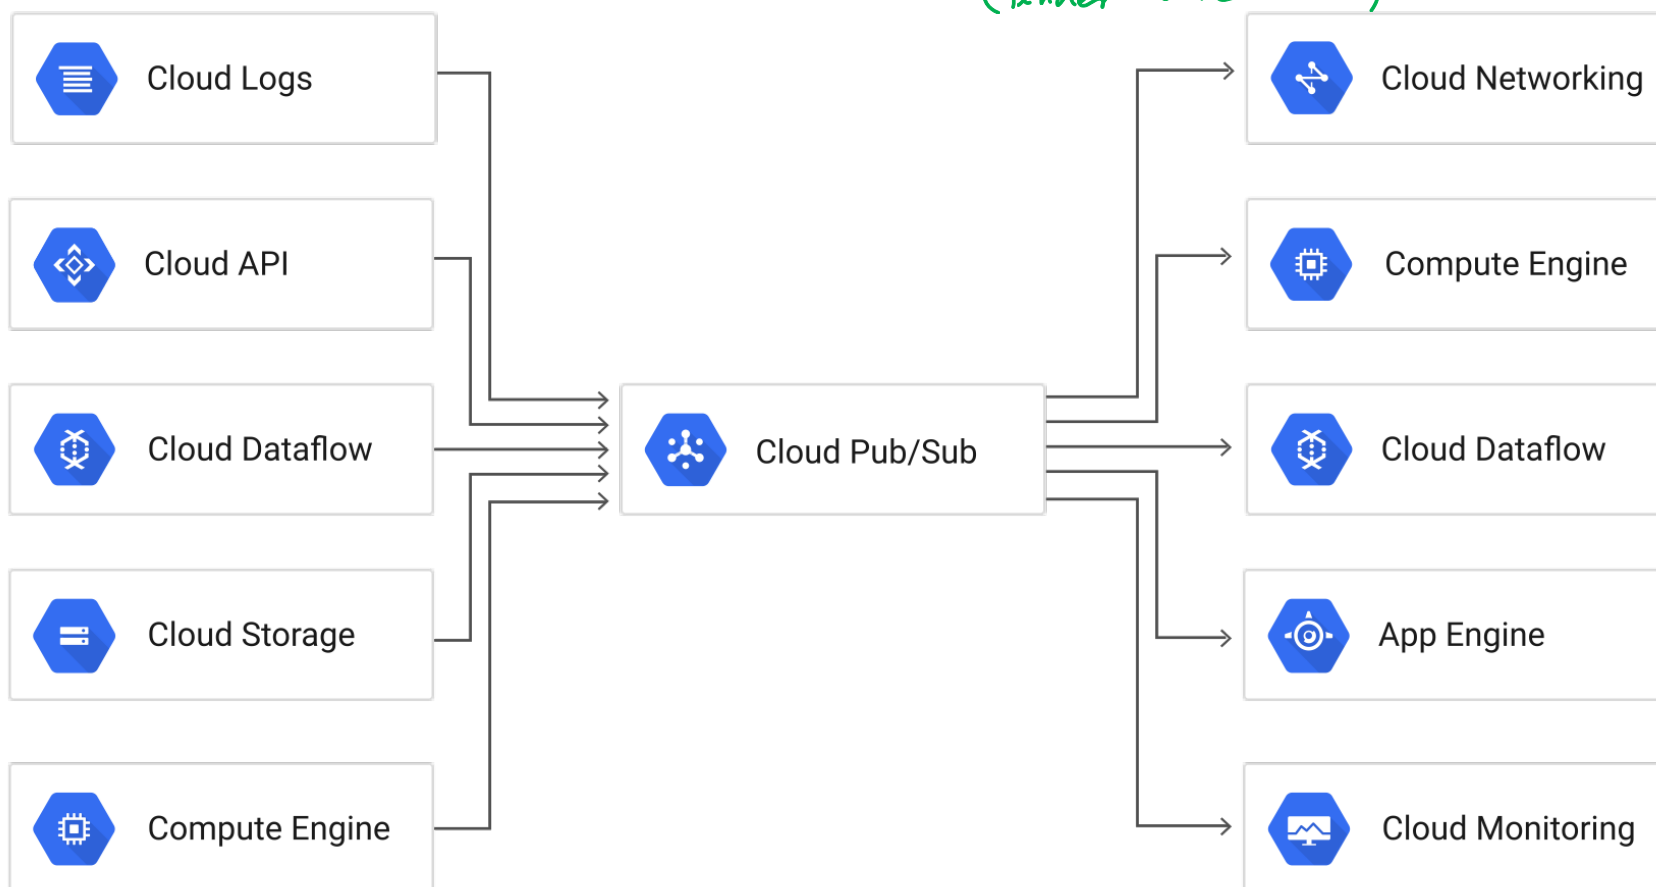 Cloud Logs
Cloud API
Cloud Dataflow
Cloud Storage
Compute Engine
Cloud Pub/Sub
Cloud Networking
Compute Engine
Cloud Dataflow
App Engine
Cloud Monitoring